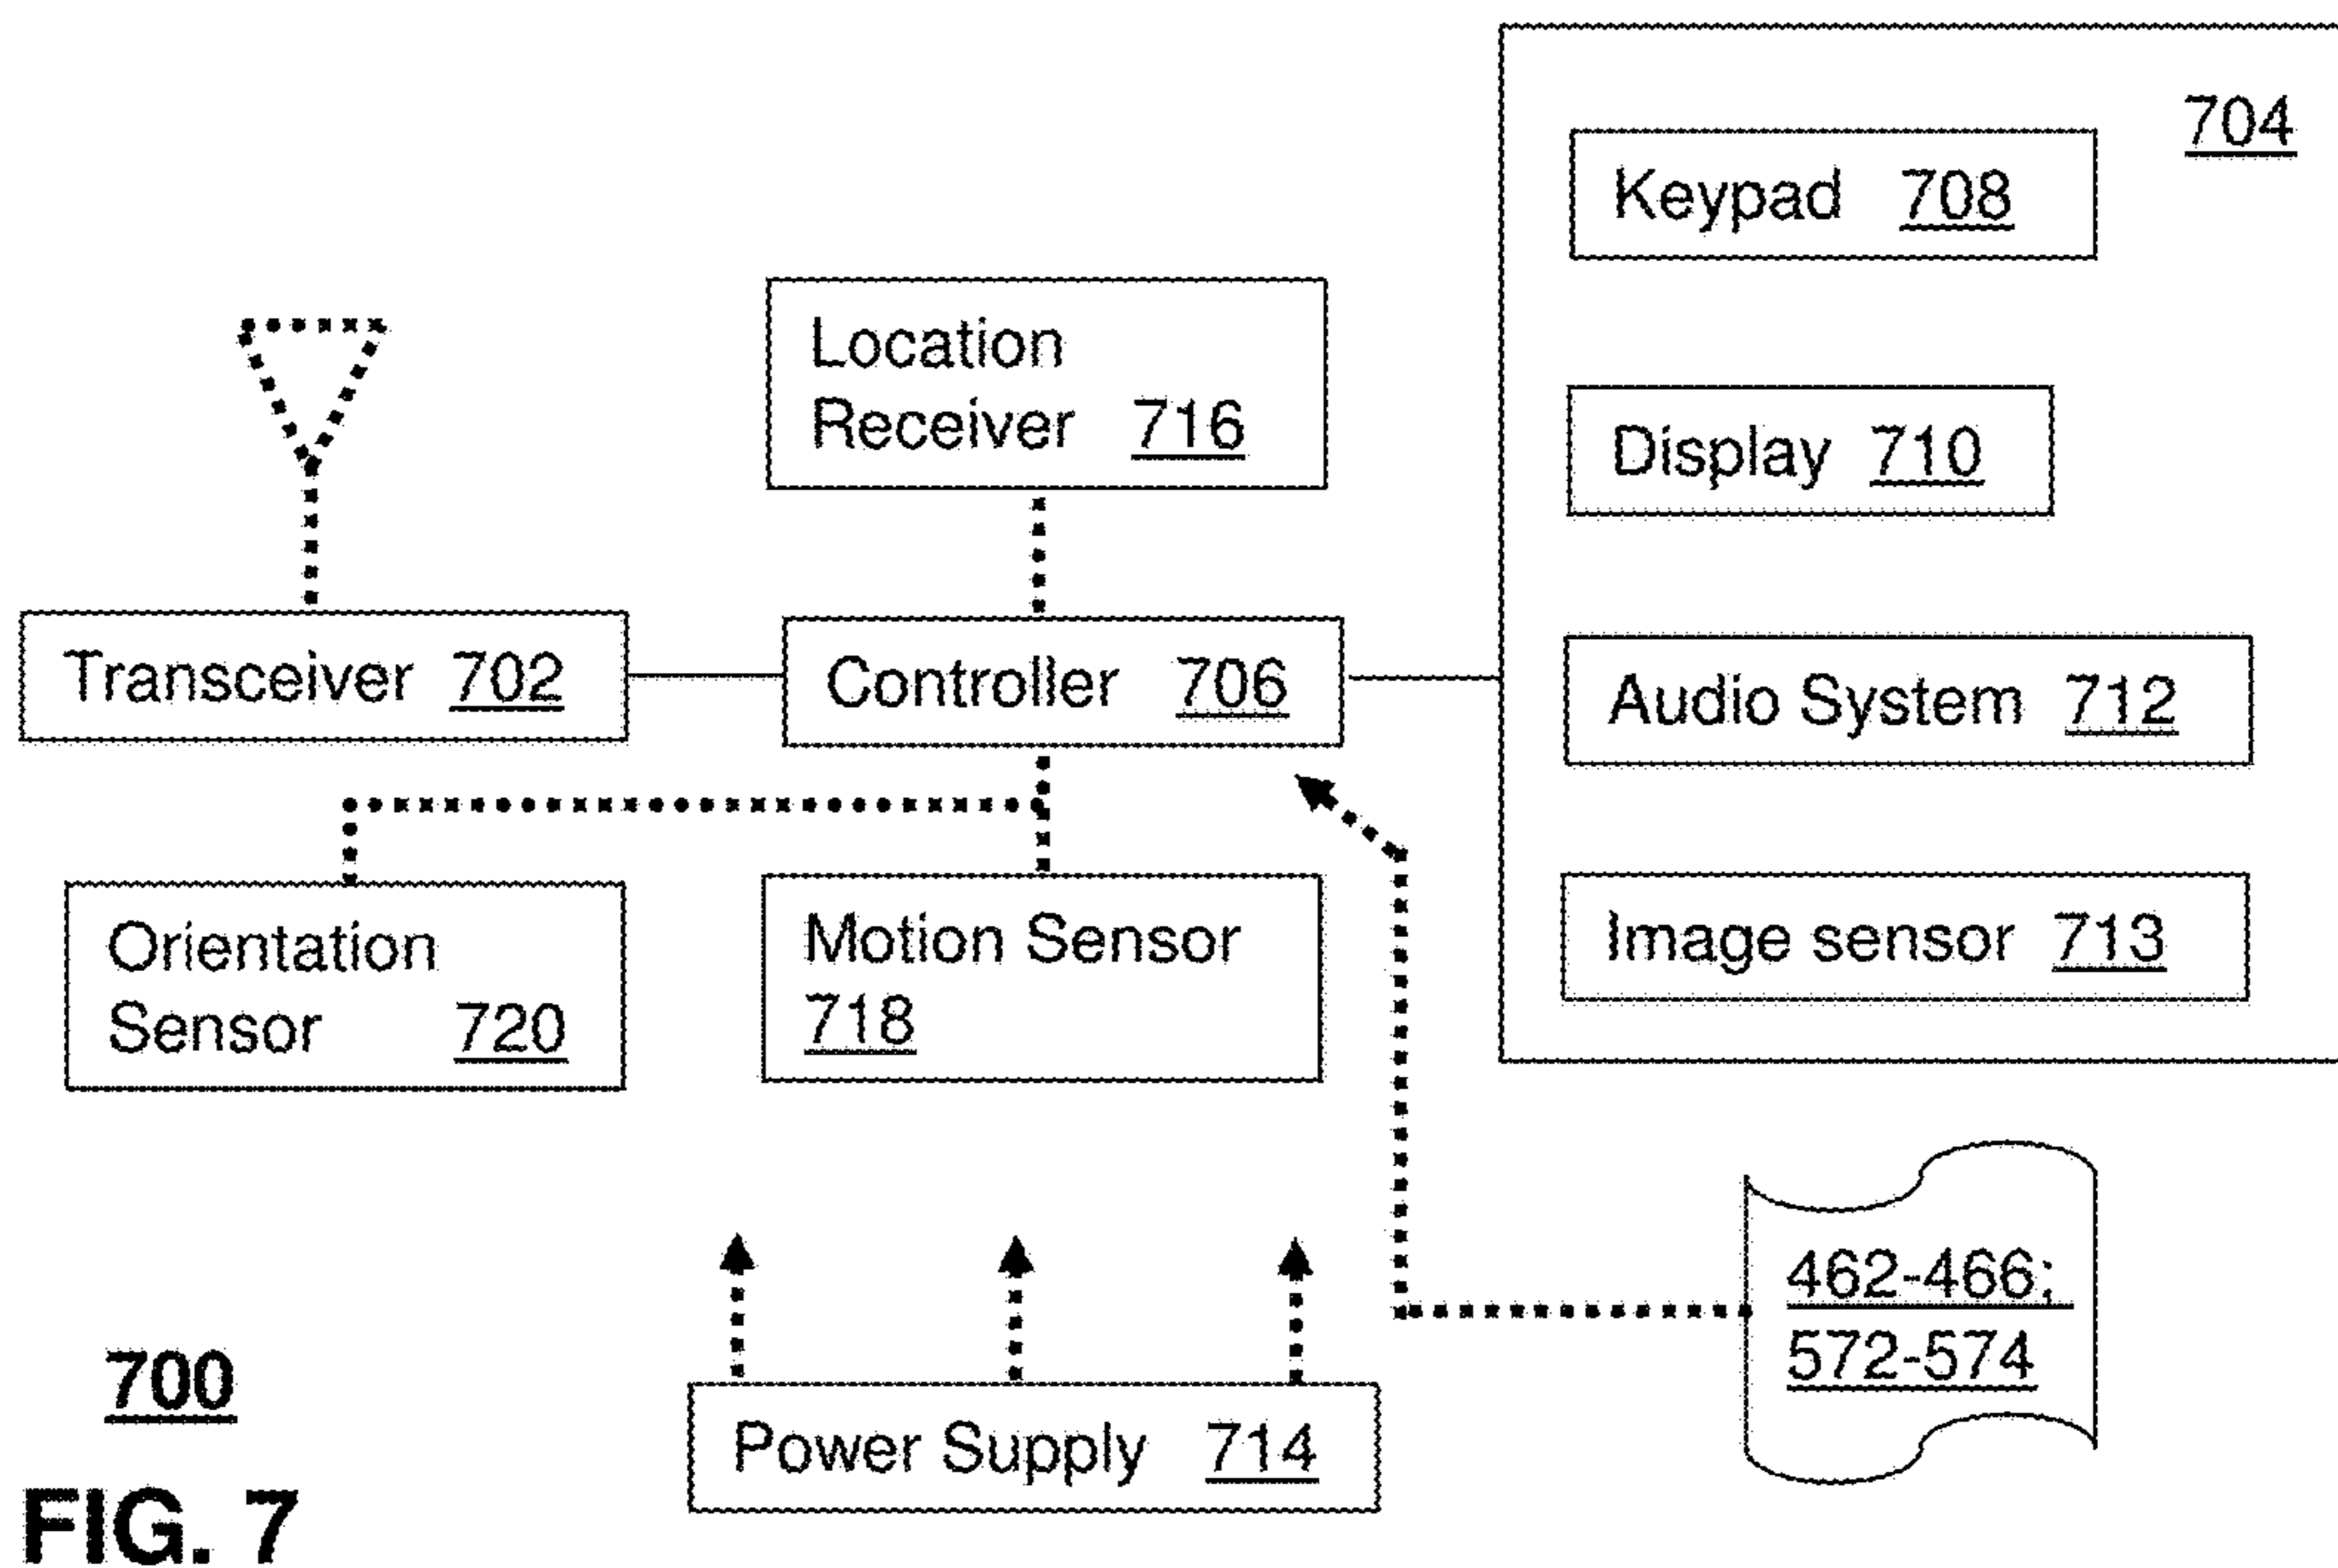 704
Keypad 708
Location
Receiver 716
Display 710
Transceiver 702
Controller 706
Audio System 712
Orientation
Sensor 720
Motion Sensor
718
Image sensor 713
462-466;
572-574
700
Power Supply 714
FIG. 7